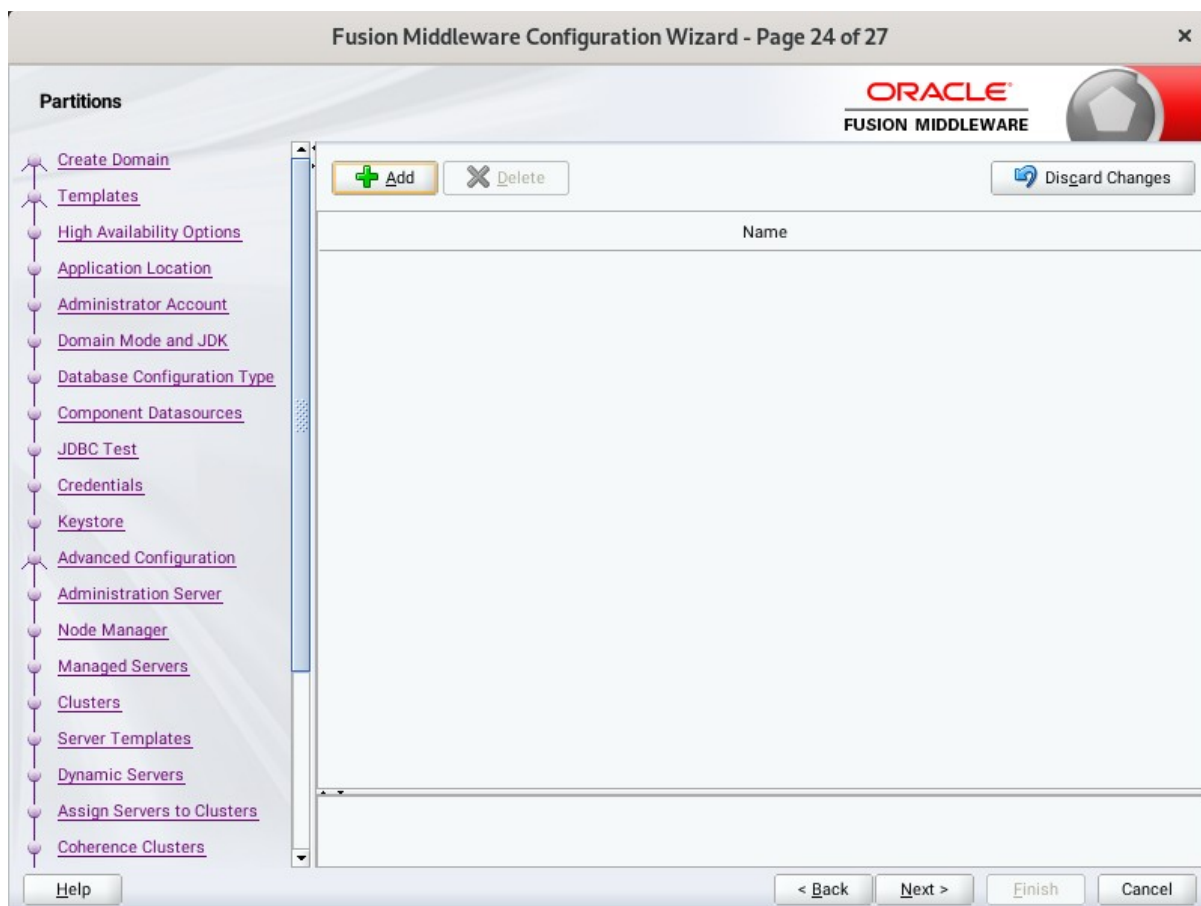 Fusion Middleware Configuration Wizard - Page 24 of 27
Partitions
ORACLE
FUSION MIDDLEWARE
Create Domain
Templates
High Availability Options
Application Location
Administrator Account
Domain Mode and JDK
Database Configuration Type
Component Datasources
JDBC Test
Credentials
Keystore
Advanced Configuration
Administration Server
Node Manager
Managed Servers
Clusters
Server Templates
Dynamic Servers
Assign Servers to Clusters
Coherence Clusters
Add
Delete
Discard Changes
Name
Help
< Back
Next >
Finish
Cancel